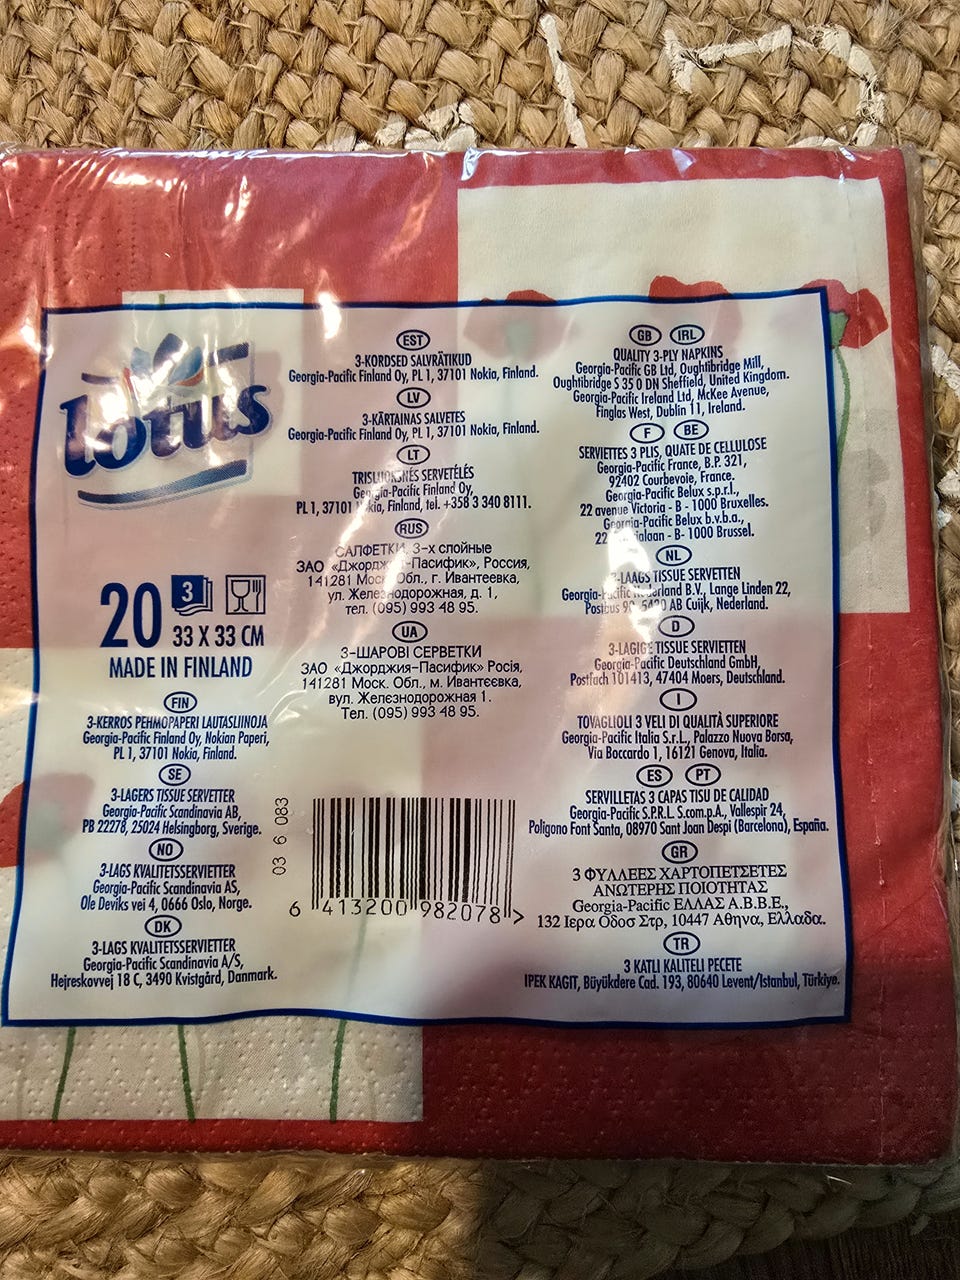 lotus
20 3
33 X 33 CM
MADE IN FINLAND
FIN
3-KERROS PEHMOPAPERI LAUTASLIINOJA
Georgia-Pacific Finland Oy, Nokian Paperi,
PL 1, 37101 Nokia, Finland.
SE
3-LAGERS TISSUE SERVETTER
Georgia-Pacific Scandinavia AB,
PB 22278, 25024 Helsingborg, Sverige.
NO
3-LAGS KVALITETSSERVIETTER
Georgia-Pacific Scandinavia AS,
Ole Deviks vei 4, 0666 Oslo, Norge.
DK
3-LAGS KVALITETSSERVIETTER
Georgia-Pacific Scandinavia A/S,
Hejreskovvej 18 C, 3490 Kvistgård, Danmark.
EST
3-KORDSED SALVRÄTIKUD
Georgia-Pacific Finland Oy, PL 1, 37101 Nokia, Finland.
LV
3-KĀRTAINAS SALVETES
Georgia-Pacific Finland Oy, PL 1, 37101 Nokia, Finland.
LT
SERVETĖLĖS
Georgia-Pacific Finland Oy,
PL 1, 37101 Finland, tel. +358 3 340 8111.
RUS
САЛФЕТКИ, 3-х слойные
ЗАО «Джордж -Пасифик», Россия,
141281 Моск. Обл., г. Ивантеевка,
ул. Железнодорожная, д. 1,
тел. (095) 993 48 95.
UA
3-ШАРОВІ СЕРВЕТКИ
ЗАО «Джорджия-Пасифик» Росія,
141281 Моск. Обл., м. Ивантєєвка,
вул. Желєзнодорожная 1.
Тел. (095) 993 48 95.
03 6 083
6 413200 982078 >
GB IRL
QUALITY 3-PLY NAPKINS
Georgia-Pacific GB Ltd, Oughtibridge Mill,
Oughtibridge S 35 0 DN Sheffield, United Kingdom.
Georgia-Pacific Ireland Ltd, McKee Avenue,
Finglas West, Dublin 11, Ireland.
F BE
SERVIETTES 3 PLIS, QUATE DE CELLULOSE
Georgia-Pacific France, B.P. 321,
92402 Courbevoie, France.
Georgia-Pacific Belux s.p.r.l.,
22 avenue Victoria - B - 1000 Bruxelles.
Georgia-Pacific Belux b.v.b.a.,
22 - B- 1000 Brussel.
NL
3-LAAGS TISSUE SERVETTEN
Georgia-Pacific Nederland B.V., Lange Linden 22,
Postbus 5430 AB Cuijk, Nederland.
D
3-LAGIGE TISSUE SERVIETTEN
Georgia-Pacific Deutschland GmbH,
Postfach 101413, 47404 Moers, Deutschland.
I
TOVAGLIOLI 3 VELI DI QUALITÀ SUPERIORE
Georgia-Pacific Italia S.r.L., Palazzo Nuova Borsa,
Via Boccardo 1, 16121 Genova, Italia.
ES PT
SERVILLETAS 3 CAPAS TISU DE CALIDAD
Georgia-Pacific S.P.R.L S.com.p.A., Vallespir 24,
Poligono Font Santa, 08970 Sant Joan Despi (Barcelona), España.
GR
3 ΦΥΛΛΕΕΣ ΧΑΡΤΟΠΕΤΣΕΤΕΣ
ΑΝΩΤΕΡΗΣ ΠΟΙΟΤΗΤΑΣ
Georgia-Pacific ΕΛΛΑΣ Α.Β.Β.Ε.,
132 Ιερα Οδοσ Στρ, 10447 Αθηνα, Ελλαδα.
TR
3 KATLI KALITELI PEÇETE
IPEK KAGIT, Büyükdere Cad. 193, 80640 Levent/Istanbul, Türkiye.